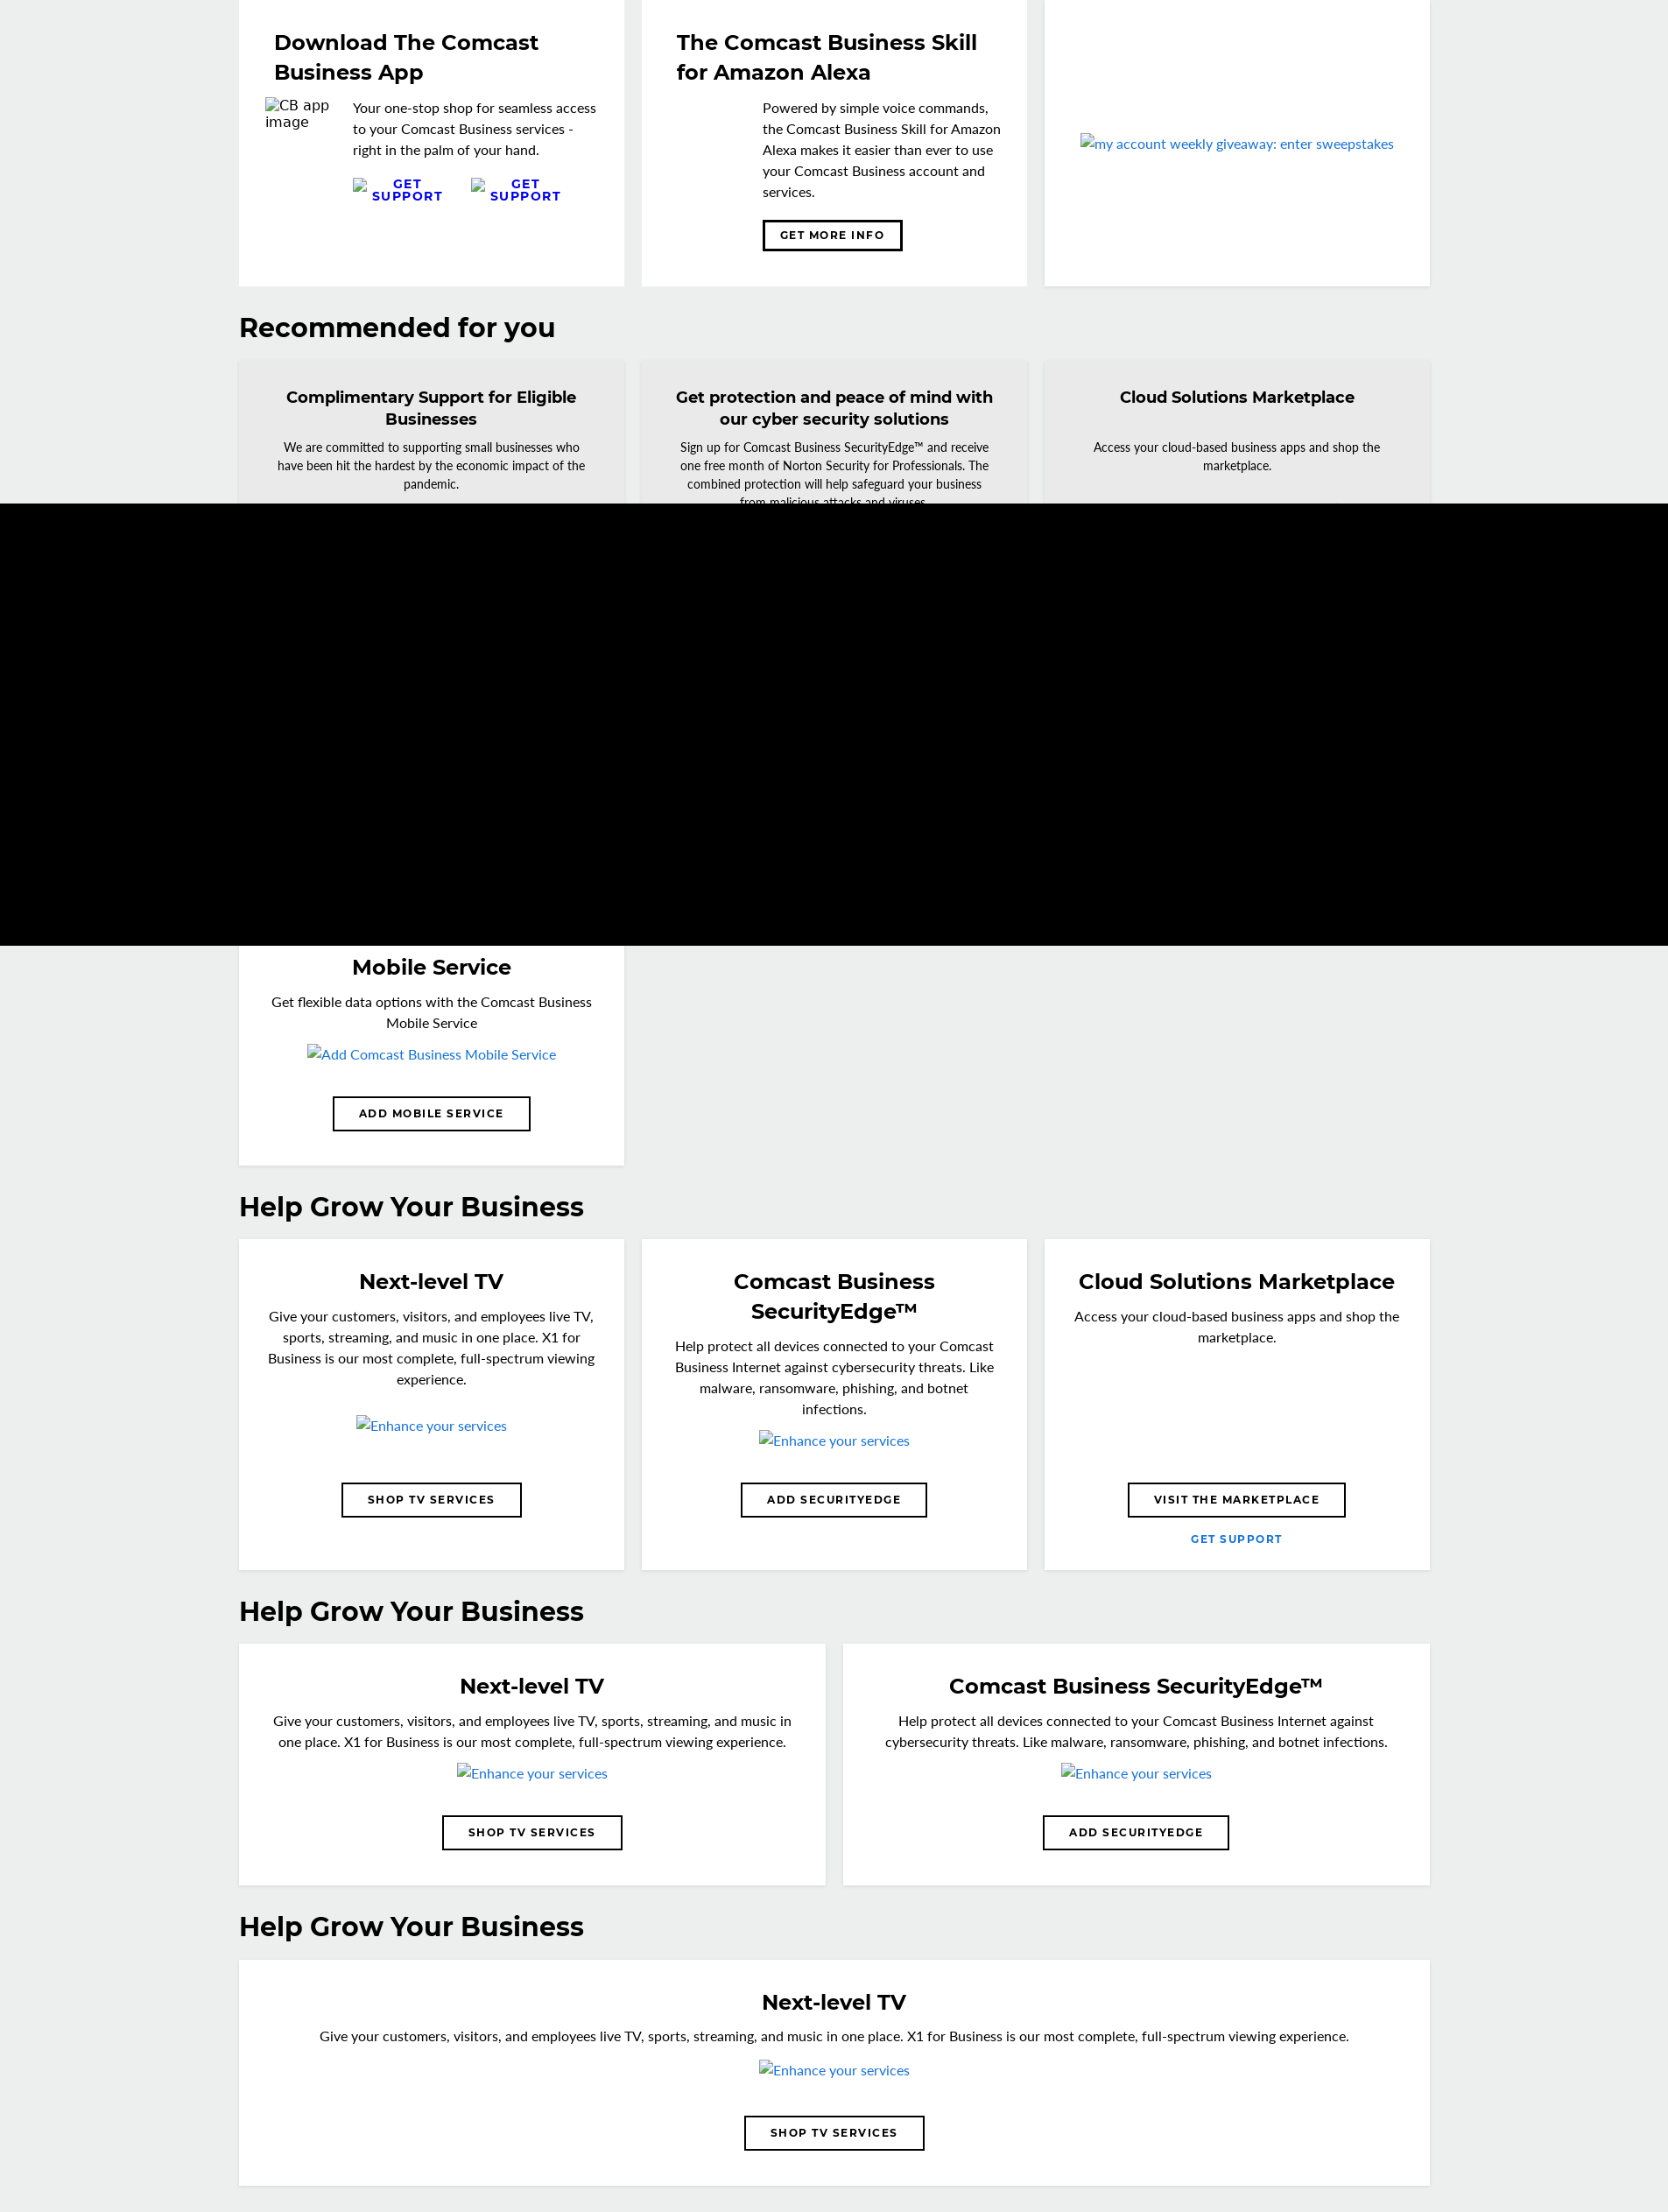 Download The Comcast
Business App
CB app
image
Your one-stop shop for seamless access
to your Comcast Business services -
right in the palm of your hand.
GET
SUPPORT
GET
SUPPORT
The Comcast Business Skill
for Amazon Alexa
Powered by simple voice commands,
the Comcast Business Skill for Amazon
Alexa makes it easier than ever to use
your Comcast Business account and
services.
GET MORE INFO
my account weekly giveaway: enter sweepstakes
Recommended for you
Complimentary Support for Eligible
Businesses
We are committed to supporting small businesses who
have been hit the hardest by the economic impact of the
pandemic.
Get protection and peace of mind with
our cyber security solutions
Sign up for Comcast Business SecurityEdge™ and receive
one free month of Norton Security for Professionals. The
combined protection will help safeguard your business
from malicious attacks and viruses.
Cloud Solutions Marketplace
Access your cloud-based business apps and shop the
marketplace.
Mobile Service
Get flexible data options with the Comcast Business
Mobile Service
Add Comcast Business Mobile Service
ADD MOBILE SERVICE
Help Grow Your Business
Next-level TV
Give your customers, visitors, and employees live TV,
sports, streaming, and music in one place. X1 for
Business is our most complete, full-spectrum viewing
experience.
Enhance your services
SHOP TV SERVICES
Comcast Business
SecurityEdge™
Help protect all devices connected to your Comcast
Business Internet against cybersecurity threats. Like
malware, ransomware, phishing, and botnet
infections.
Enhance your services
ADD SECURITYEDGE
Cloud Solutions Marketplace
Access your cloud-based business apps and shop the
marketplace.
VISIT THE MARKETPLACE
GET SUPPORT
Help Grow Your Business
Next-level TV
Give your customers, visitors, and employees live TV, sports, streaming, and music in
one place. X1 for Business is our most complete, full-spectrum viewing experience.
Enhance your services
SHOP TV SERVICES
Comcast Business SecurityEdge™
Help protect all devices connected to your Comcast Business Internet against
cybersecurity threats. Like malware, ransomware, phishing, and botnet infections.
Enhance your services
ADD SECURITYEDGE
Help Grow Your Business
Next-level TV
Give your customers, visitors, and employees live TV, sports, streaming, and music in one place. X1 for Business is our most complete, full-spectrum viewing experience.
Enhance your services
SHOP TV SERVICES